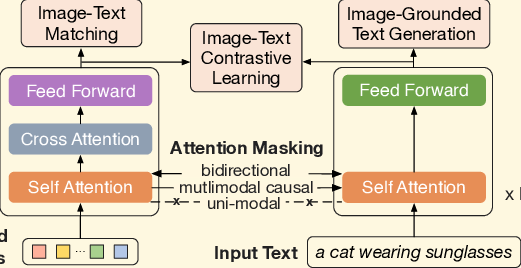 Image-Text
Matching
Image-Text
Contrastive
Learning
Image-Grounded
Text Generation
Feed Forward
Feed Forward
Cross Attention
Attention Masking
bidirectional
mutlimodal causal
uni-modal
Self Attention
Self Attention
x
x
x
Input Text
a cat wearing sunglasses